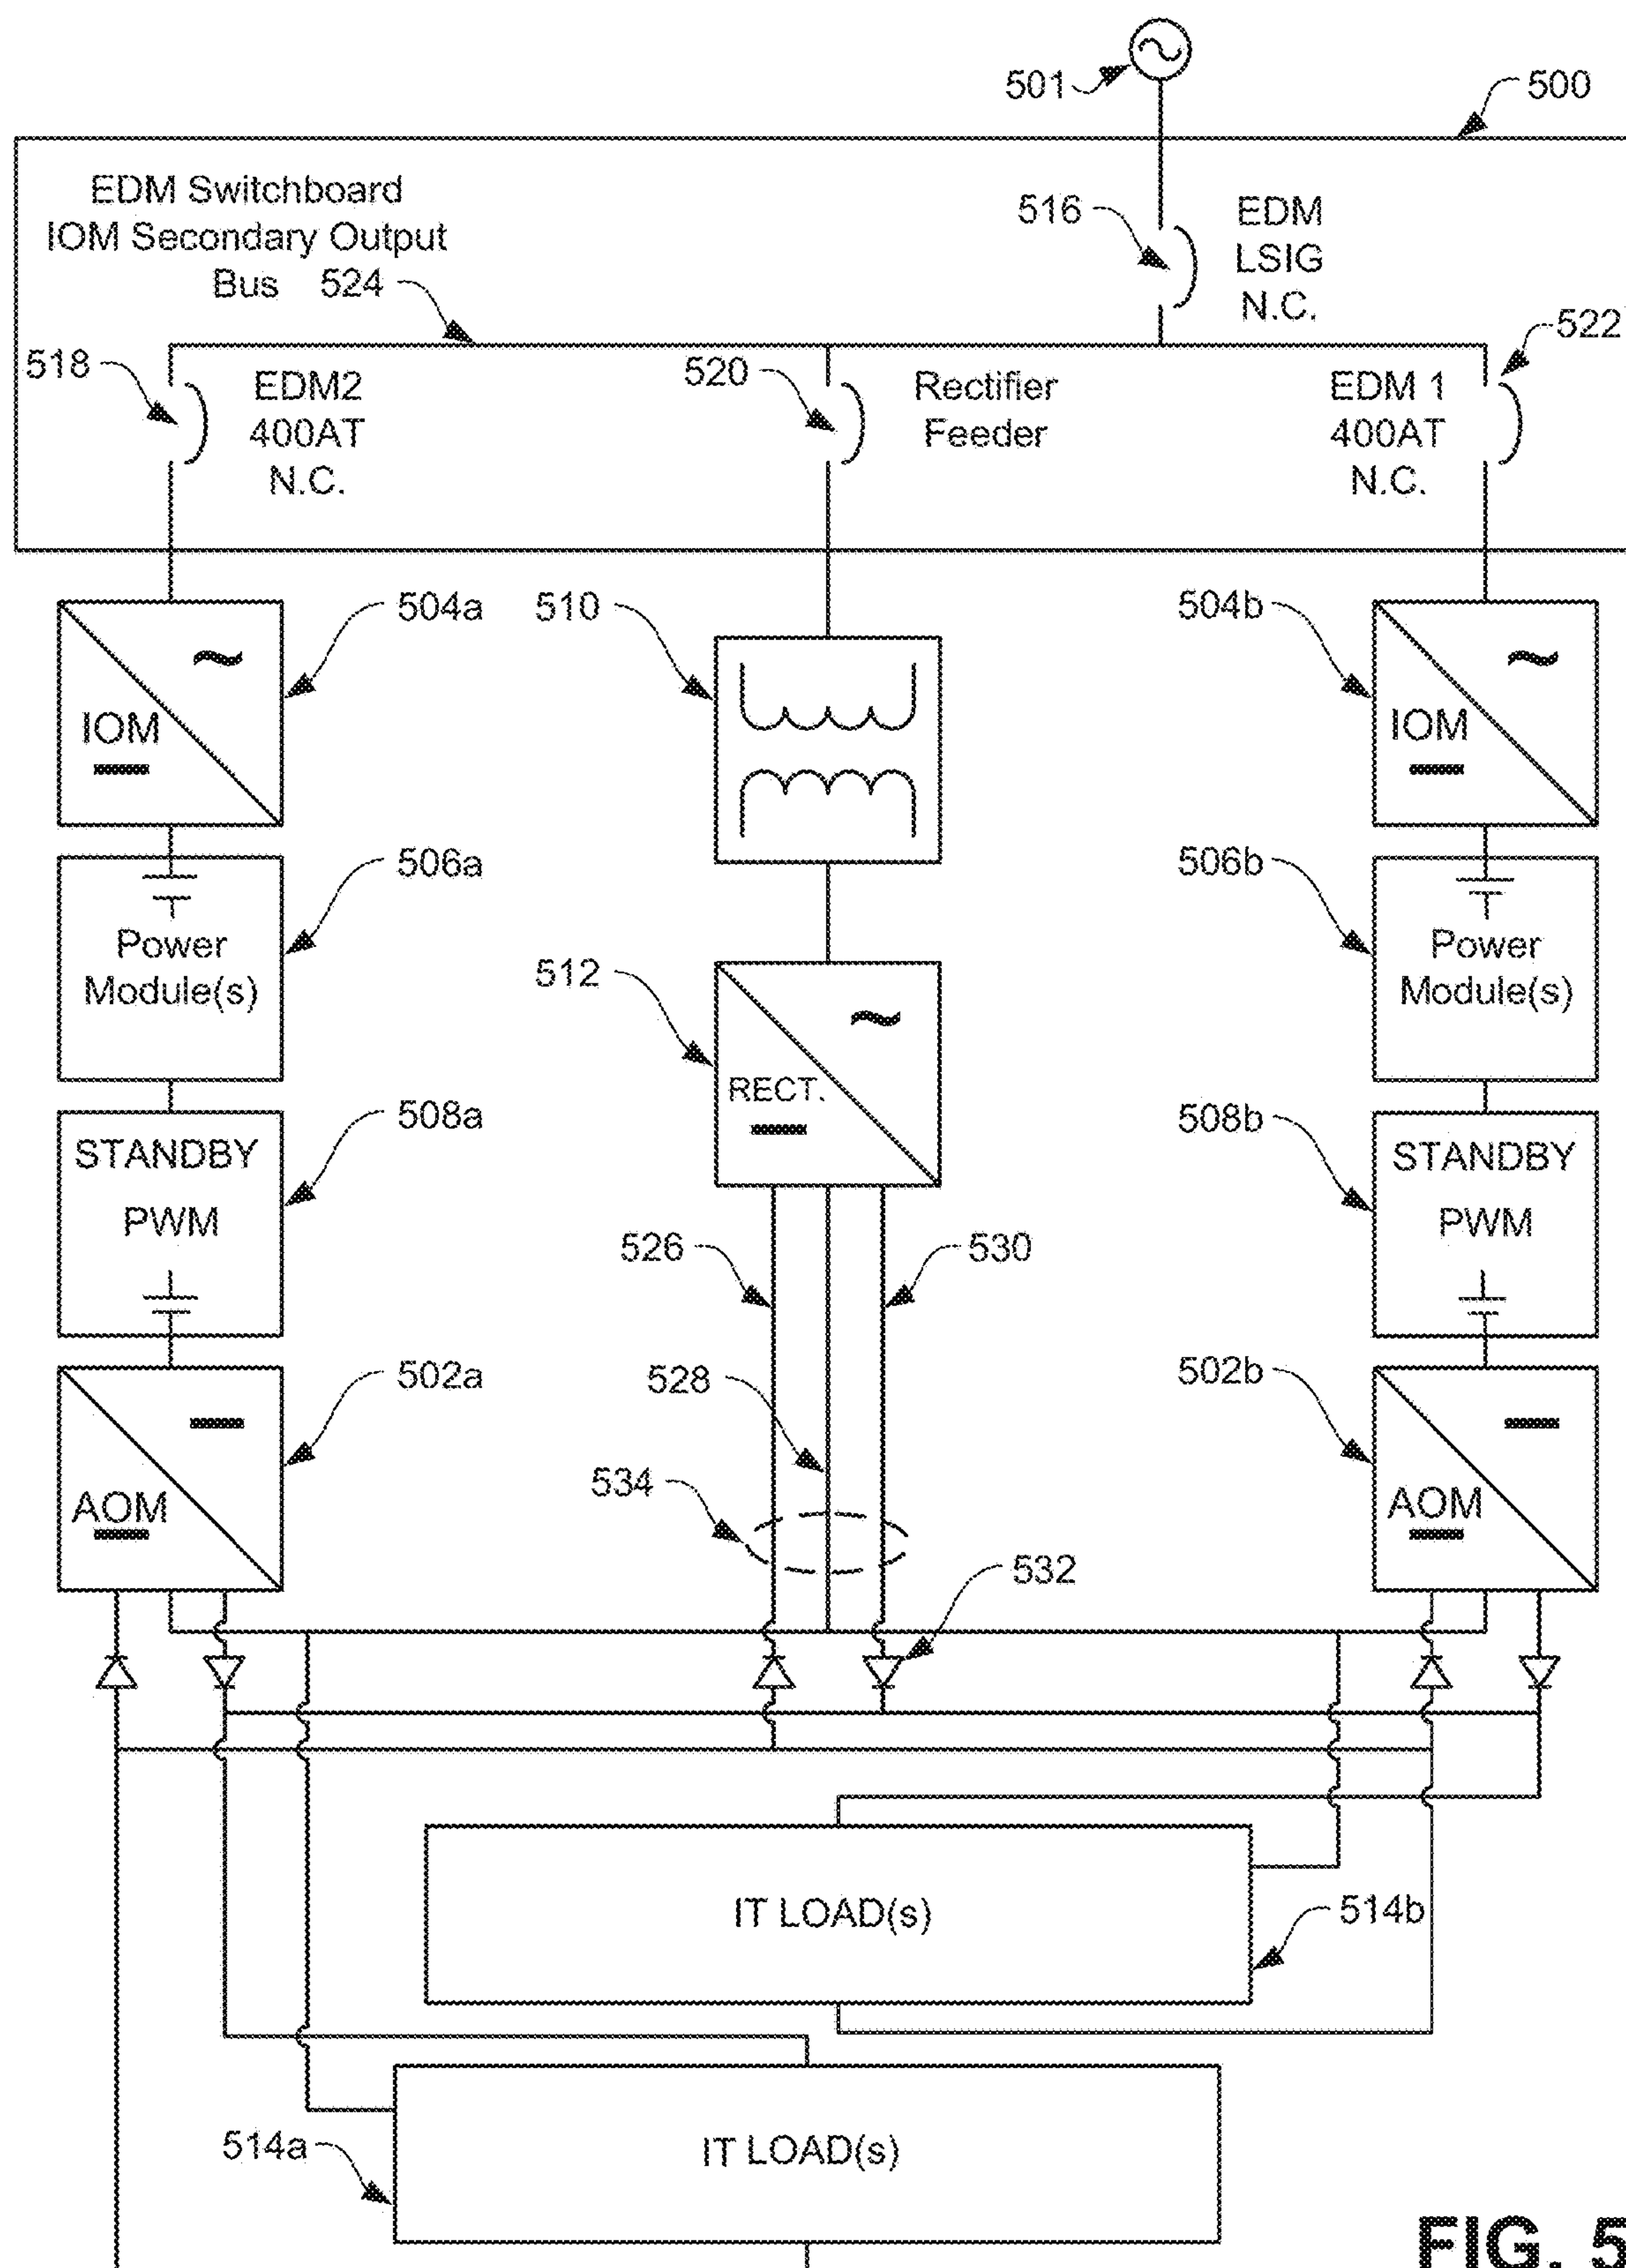 501
500
EDM Switchboard
IOM Secondary Output
Bus 524
516
EDM
LSIG
N.C.
522
518
EDM2
400AT
N.C.
520
Rectifier
Feeder
EDM 1
400AT
N.C.
504a
510
504b
IOM
~
IOM
~
506a
506b
Power
Module(s)
Power
Module(s)
512
RECT.
~
508a
508b
STANDBY
PWM
STANDBY
PWM
526
530
502a
528
502b
534
AOM
AOM
532
IT LOAD(s)
514b
514a
IT LOAD(s)
FIG. 5